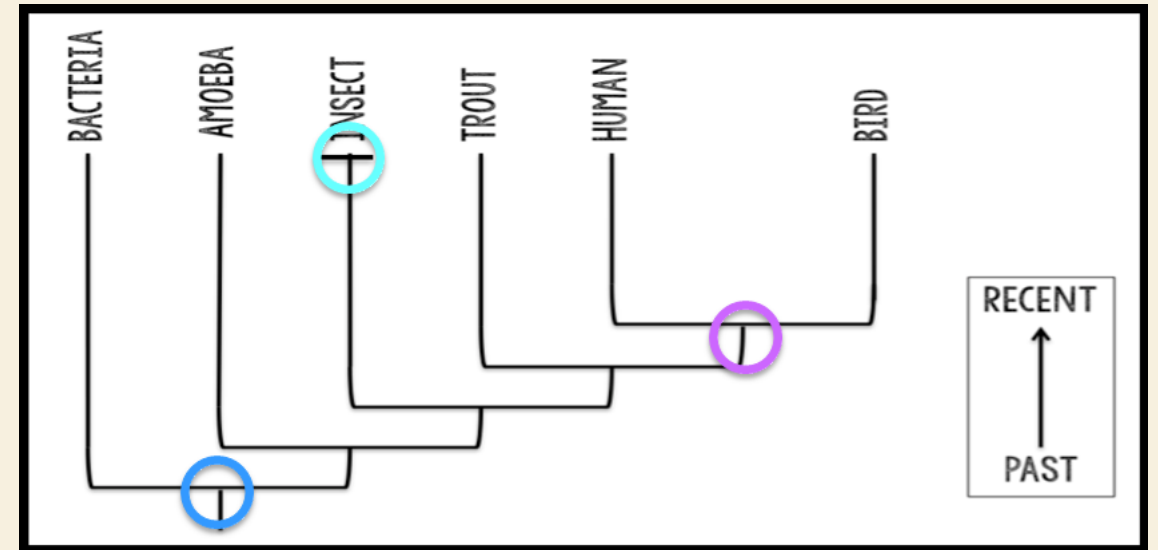 BACTERIA
AMOEBA
INSECT
TROUT
HUMAN
BIRD
RECENT
PAST